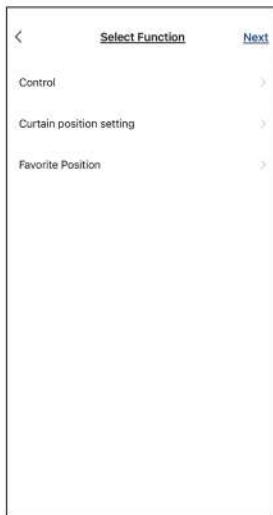 Select Function
Next
Control
Curtain position setting
Favorite Position